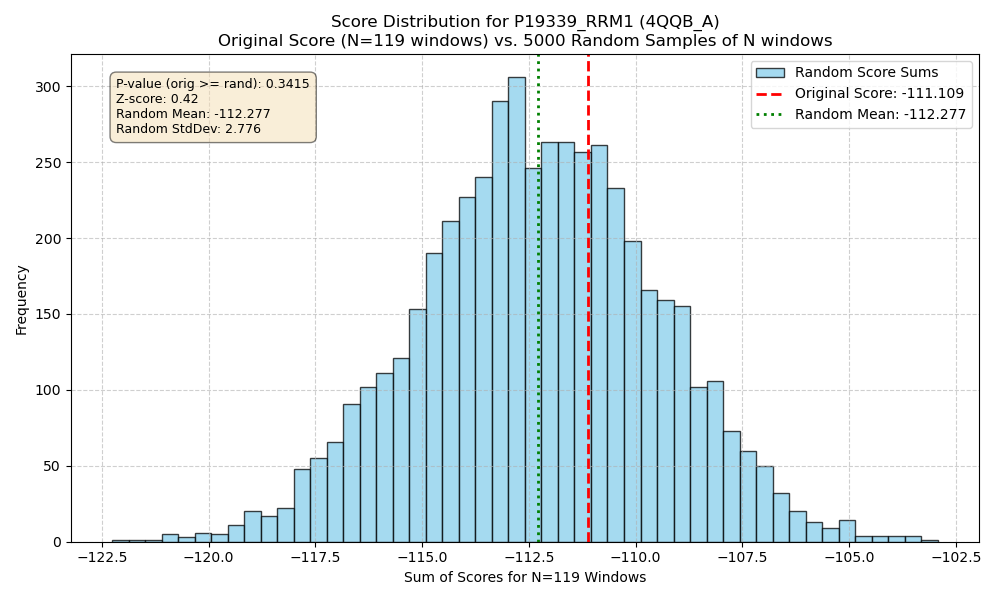 Score Distribution for P19339_RRM1 (4QQB_A)
Original Score (N=119 windows) vs. 5000 Random Samples of N windows
P-value (orig >= rand): 0.3415
Z-score: 0.42
Random Mean: -112.277
Random StdDev: 2.776
Random Score Sums
Original Score: -111.109
Random Mean: -112.277
Frequency
300
250
200
150
100
50
0
−122.5 −120.0 −117.5 −115.0 −112.5 −110.0 −107.5 −105.0 −102.5
Sum of Scores for N=119 Windows